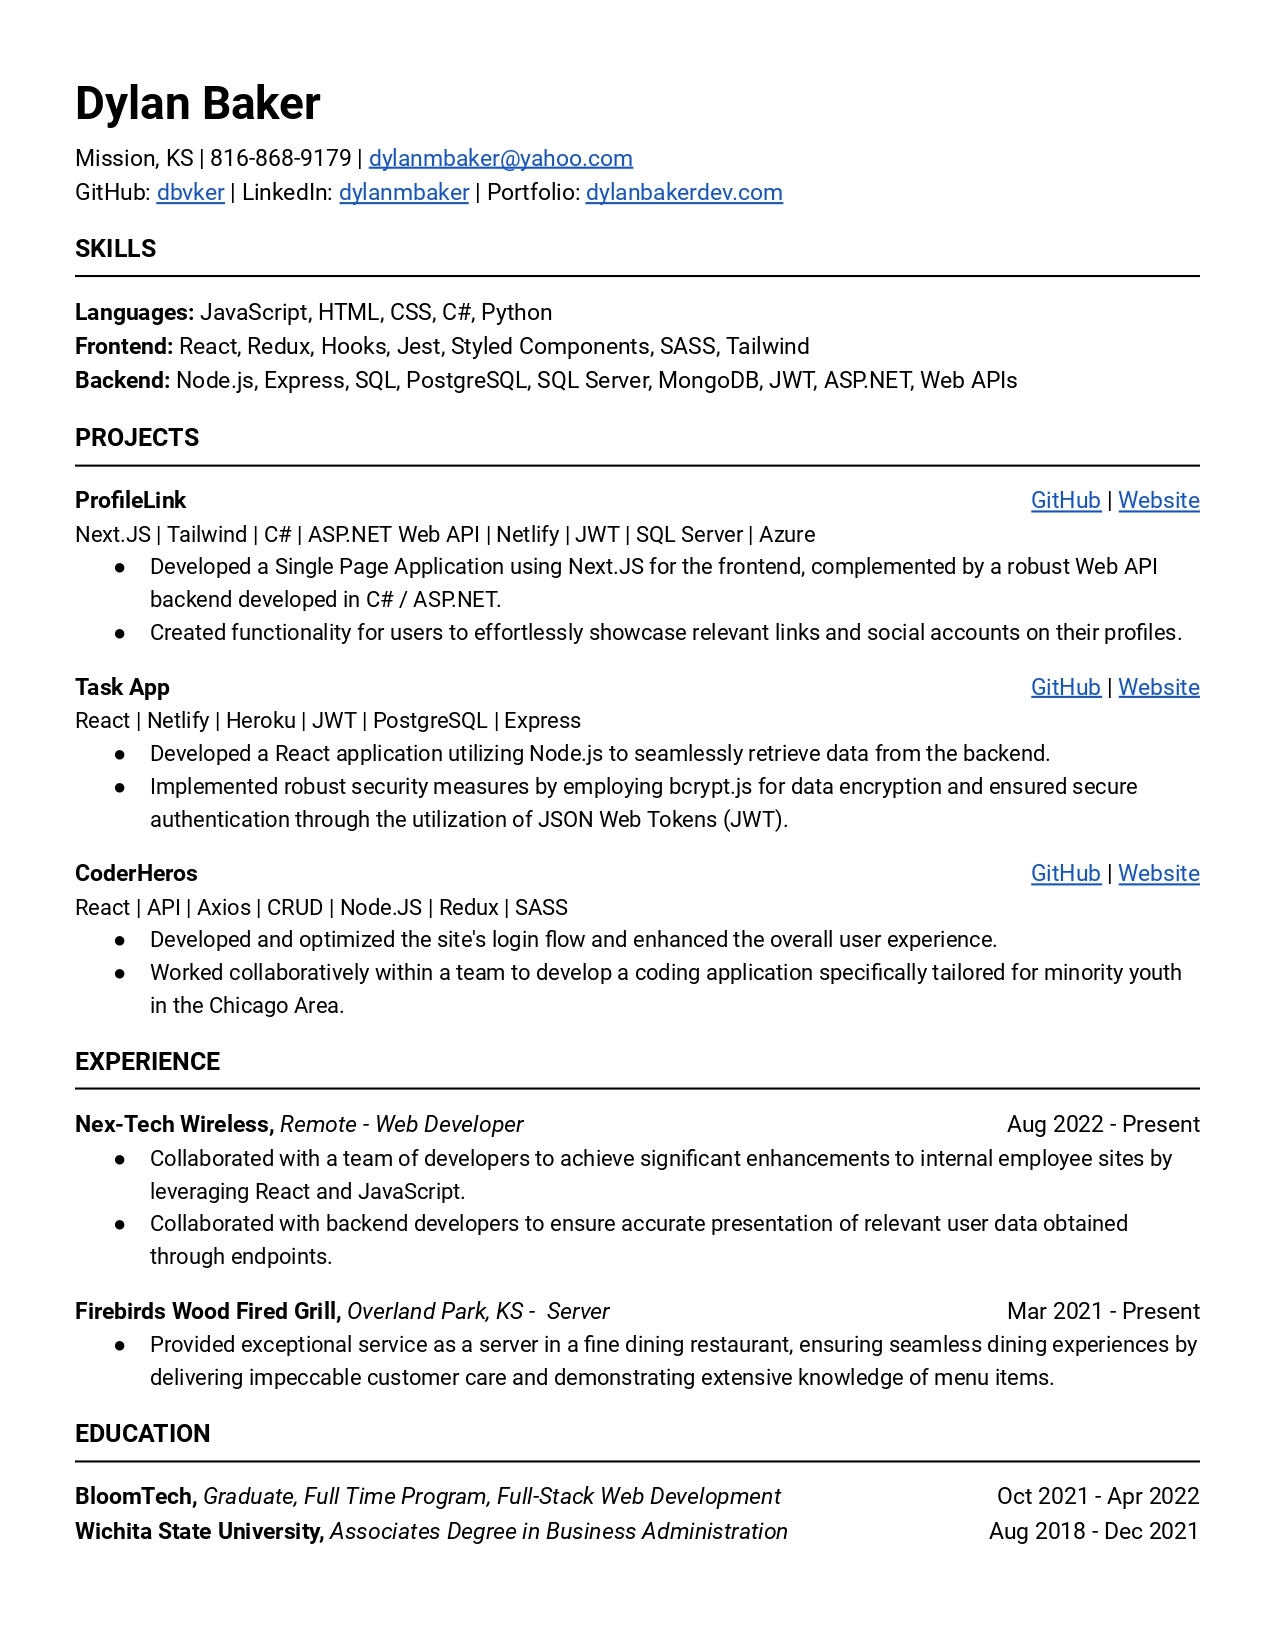 Dylan Baker
Mission, KS | 816-868-9179 | dylanmbaker@yahoo.com
GitHub: dbvker | LinkedIn: dylanmbaker | Portfolio: dylanbakerdev.com
SKILLS
Languages: JavaScript, HTML, CSS, C#, Python
Frontend: React, Redux, Hooks, Jest, Styled Components, SASS, Tailwind
Backend: Node.js, Express, SQL, PostgreSQL, SQL Server, MongoDB, JWT, ASP.NET, Web APIs
PROJECTS
ProfileLink GitHub | Website
Next.JS | Tailwind | C# | ASP.NET Web API | Netlify | JWT | SQL Server | Azure
● Developed a Single Page Application using Next.JS for the frontend, complemented by a robust Web API
backend developed in C# / ASP.NET.
● Created functionality for users to effortlessly showcase relevant links and social accounts on their profiles.
Task App GitHub | Website
React | Netlify | Heroku | JWT | PostgreSQL | Express
● Developed a React application utilizing Node.js to seamlessly retrieve data from the backend.
● Implemented robust security measures by employing bcrypt.js for data encryption and ensured secure
authentication through the utilization of JSON Web Tokens (JWT).
CoderHeros GitHub | Website
React | API | Axios | CRUD | Node.JS | Redux | SASS
● Developed and optimized the site's login flow and enhanced the overall user experience.
● Worked collaboratively within a team to develop a coding application specifically tailored for minority youth
in the Chicago Area.
EXPERIENCE
Nex-Tech Wireless, Remote - Web Developer Aug 2022 - Present
● Collaborated with a team of developers to achieve significant enhancements to internal employee sites by
leveraging React and JavaScript.
● Collaborated with backend developers to ensure accurate presentation of relevant user data obtained
through endpoints.
Firebirds Wood Fired Grill, Overland Park, KS - Server Mar 2021 - Present
● Provided exceptional service as a server in a fine dining restaurant, ensuring seamless dining experiences by
delivering impeccable customer care and demonstrating extensive knowledge of menu items.
EDUCATION
BloomTech, Graduate, Full Time Program, Full-Stack Web Development Oct 2021 - Apr 2022
Wichita State University, Associates Degree in Business Administration Aug 2018 - Dec 2021